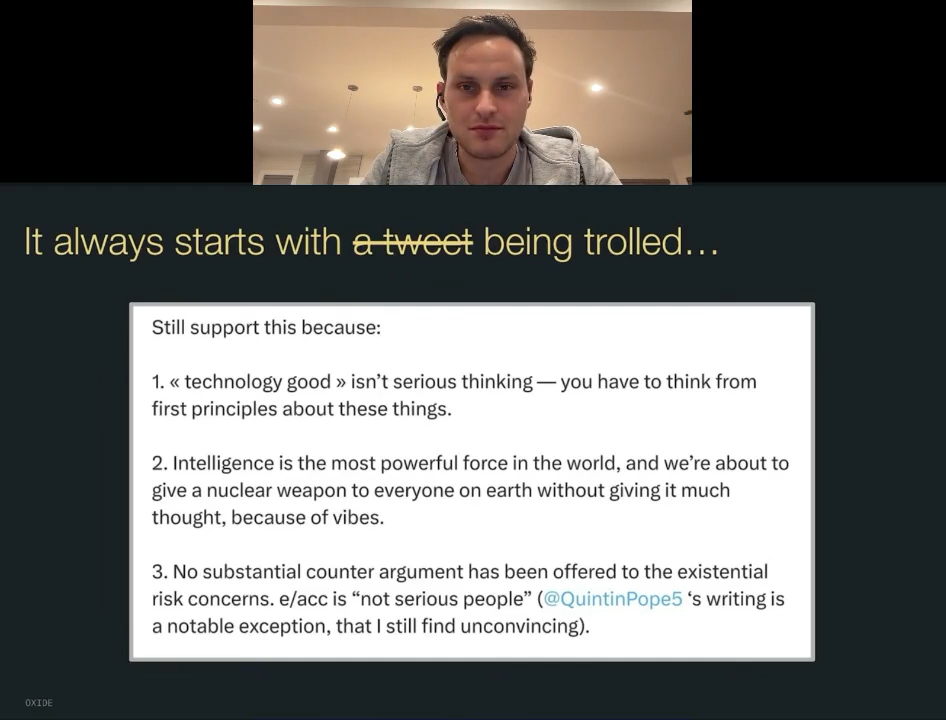 It always starts with a tweet being trolled...
Still support this because:
1. « technology good » isn't serious thinking — you have to think from
first principles about these things.
2. Intelligence is the most powerful force in the world, and we're about to
give a nuclear weapon to everyone on earth without giving it much
thought, because of vibes.
3. No substantial counter argument has been offered to the existential
risk concerns. e/acc is “not serious people” (@QuintinPope5 ‘s writing is
a notable exception, that I still find unconvincing).
OXIDE